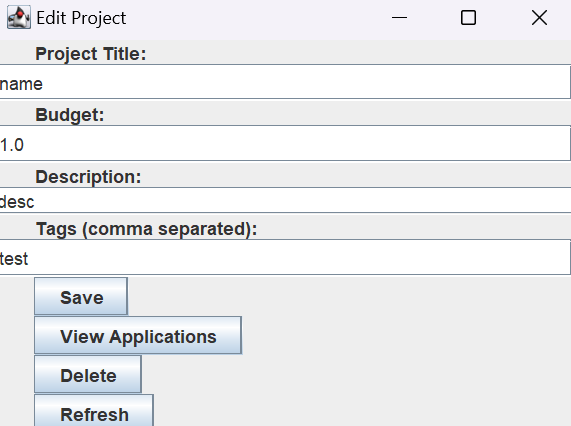 Edit Project
Project Title:
name
Budget:
1.0
Description:
desc
Tags (comma separated):
test
Save
View Applications
Delete
Refresh